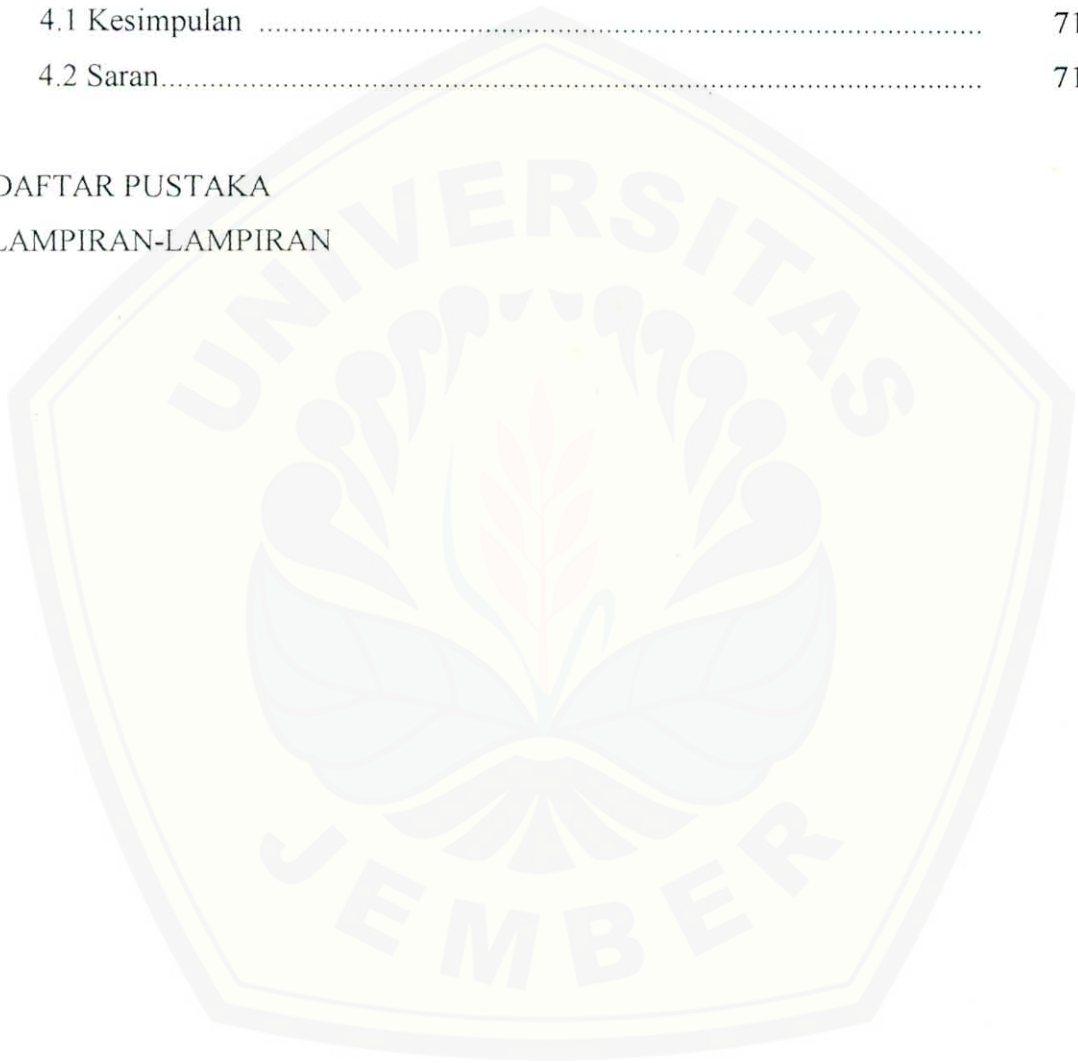 4.1 Kesimpulan ........................................................................................... 71
4.2 Saran....................................................................................................... 71
DAFTAR PUSTAKA
LAMPIRAN-LAMPIRAN
UNIVERSITAS
JEMBER